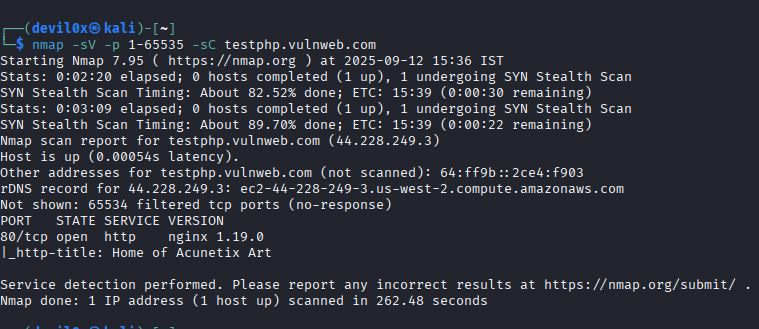 ┌──(devil0x㉿kali)-[~]
└─$ nmap -sV -p 1-65535 -sC testphp.vulnweb.com
Starting Nmap 7.95 ( https://nmap.org ) at 2025-09-12 15:36 IST
Stats: 0:02:20 elapsed; 0 hosts completed (1 up), 1 undergoing SYN Stealth Scan
SYN Stealth Scan Timing: About 82.52% done; ETC: 15:39 (0:00:30 remaining)
Stats: 0:03:09 elapsed; 0 hosts completed (1 up), 1 undergoing SYN Stealth Scan
SYN Stealth Scan Timing: About 89.70% done; ETC: 15:39 (0:00:22 remaining)
Nmap scan report for testphp.vulnweb.com (44.228.249.3)
Host is up (0.00054s latency).
Other addresses for testphp.vulnweb.com (not scanned): 64:ff9b::2ce4:f903
rDNS record for 44.228.249.3: ec2-44-228-249-3.us-west-2.compute.amazonaws.com
Not shown: 65534 filtered tcp ports (no-response)
PORT   STATE SERVICE VERSION
80/tcp open  http    nginx 1.19.0
|_http-title: Home of Acunetix Art
Service detection performed. Please report any incorrect results at https://nmap.org/submit/ .
Nmap done: 1 IP address (1 host up) scanned in 262.48 seconds